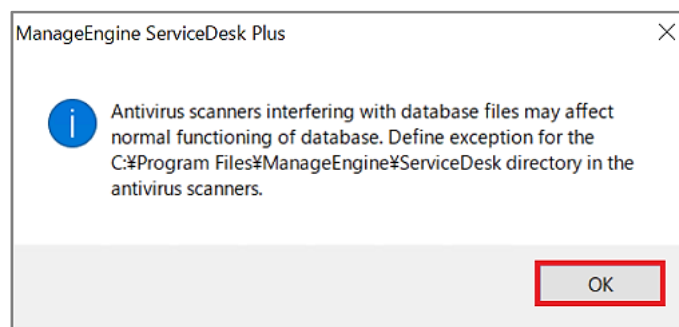 ManageEngine ServiceDesk Plus
Antivirus scanners interfering with database files may affect
normal functioning of database. Define exception for the
C:¥Program Files¥ManageEngine¥ServiceDesk directory in the
antivirus scanners.
OK